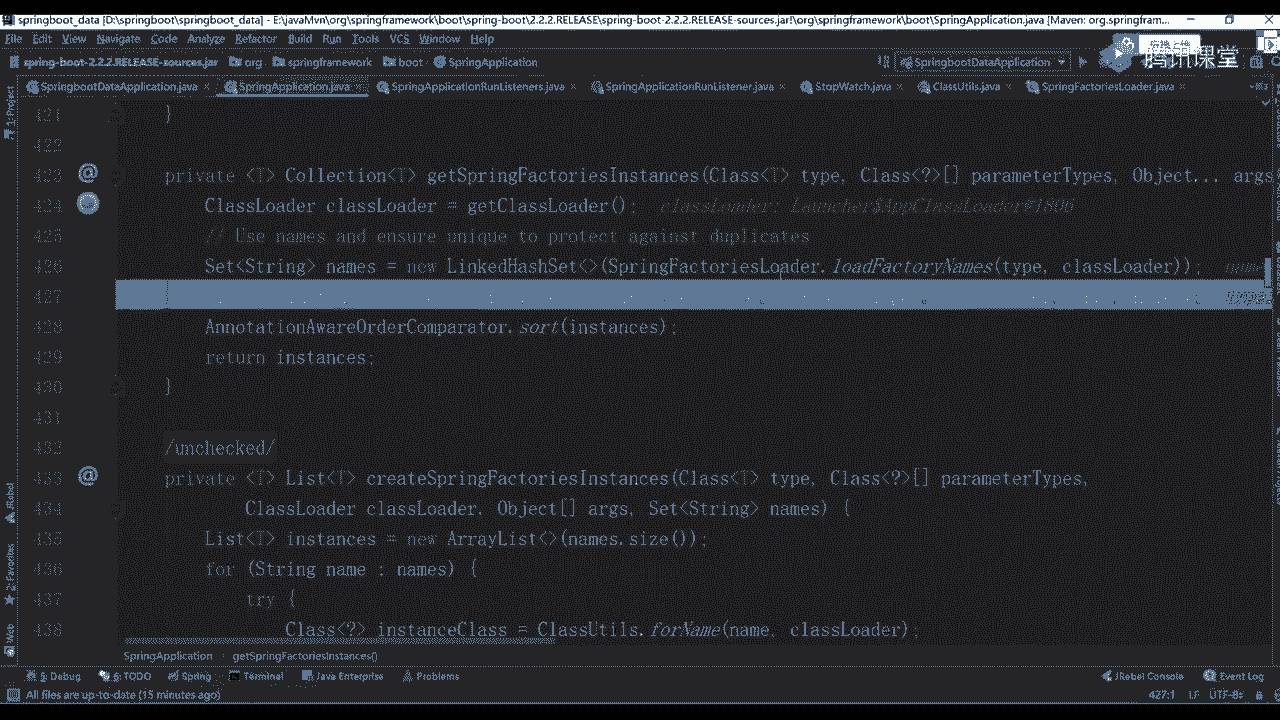 springboot_data [D:\springboot\springboot_data] - E:\javaMvn\org\springframework\boot\spring-boot\2.2.2.RELEASE\spring-boot-2.2.2.RELEASE-sources.jar!\org\springframework\boot\SpringApplication.java [Maven: org.springfram...
File Edit View Navigate Code Analyze Refactor Build Run Tools VCS Window Help
spring-boot-2.2.2.RELEASE-sources.jar org springframework boot SpringApplication SpringbootDataApplication
腾讯课堂
SpringbootDataApplication.java SpringApplication.java SpringApplicationRunListeners.java SpringApplicationRunListener.java StopWatch.java ClassUtils.java SpringFactoriesLoader.java
1: Project
421 }
422
423 private <T> Collection<T> getSpringFactoriesInstances(Class<T> type, Class<?>[] parameterTypes, Object... args
424 ClassLoader classLoader = getClassLoader(); classLoader: Launcher$AppClassLoader@1806
425 // Use names and ensure unique to protect against duplicates
426 Set<String> names = new LinkedHashSet<>(SpringFactoriesLoader.loadFactoryNames(type, classLoader)); name
427
428 AnnotationAwareOrderComparator.sort(instances);
429 return instances;
430 }
431
432 /unchecked/
433 private <T> List<T> createSpringFactoriesInstances(Class<T> type, Class<?>[] parameterTypes,
434 ClassLoader classLoader, Object[] args, Set<String> names) {
435 List<T> instances = new ArrayList<>(names.size());
436 for (String name : names) {
437 try {
438 Class<?> instanceClass = ClassUtils.forName(name, classLoader);
JRebel
2: Favorites
Web
SpringApplication getSpringFactoriesInstances()
5: Debug 6: TODO Spring Terminal Java Enterprise Problems JRebel Console Event Log
All files are up-to-date (15 minutes ago) 427:1 LF UTF-8